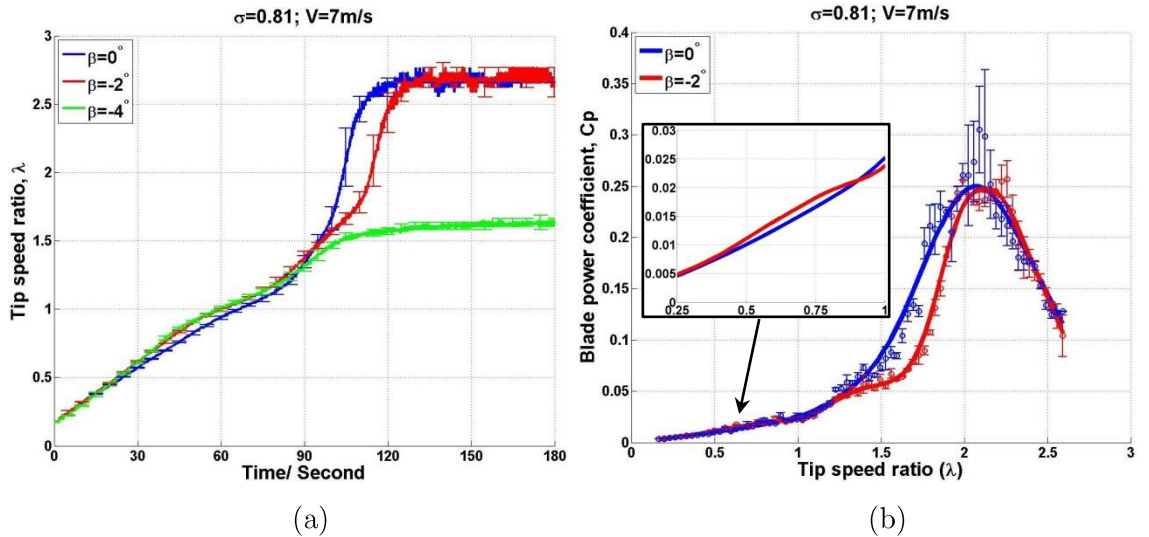 σ=0.81; V=7m/s
β=0°
β=-2°
β=-4°
Tip speed ratio, λ
3
2.5
2
1.5
1
0.5
0
0 30 60 90 120 150 180
Time/ Second
(a)
σ=0.81; V=7m/s
β=0°
β=-2°
Blade power coefficient, Cp
0.4
0.35
0.3
0.25
0.2
0.15
0.1
0.05
0
0.03
0.025
0.02
0.015
0.01
0.005
0
0.25 0.5 0.75 1
0 0.5 1 1.5 2 2.5 3
Tip speed ratio (λ)
(b)